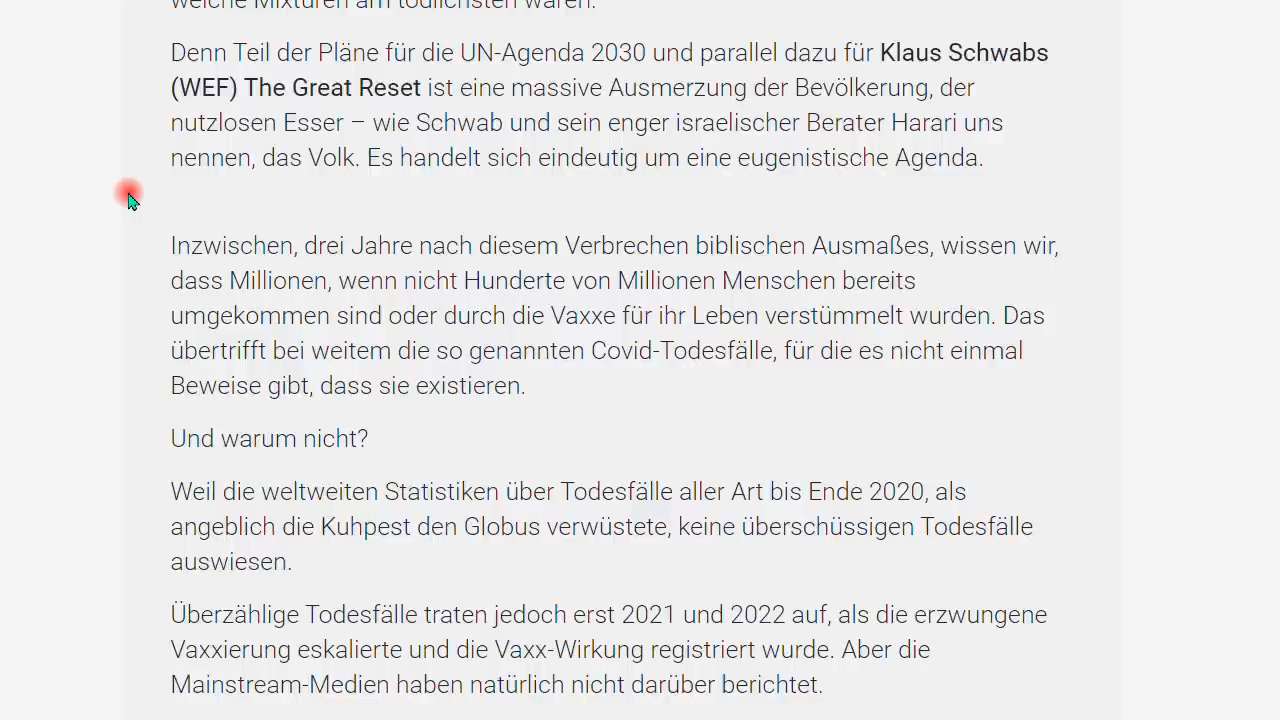 welche Mixturen am tödlichsten waren.
Denn Teil der Pläne für die UN-Agenda 2030 und parallel dazu für Klaus Schwabs
(WEF) The Great Reset ist eine massive Ausmerzung der Bevölkerung, der
nutzlosen Esser – wie Schwab und sein enger israelischer Berater Harari uns
nennen, das Volk. Es handelt sich eindeutig um eine eugenistische Agenda.
Inzwischen, drei Jahre nach diesem Verbrechen biblischen Ausmaßes, wissen wir,
dass Millionen, wenn nicht Hunderte von Millionen Menschen bereits
umgekommen sind oder durch die Vaxxe für ihr Leben verstümmelt wurden. Das
übertrifft bei weitem die so genannten Covid-Todesfälle, für die es nicht einmal
Beweise gibt, dass sie existieren.
Und warum nicht?
Weil die weltweiten Statistiken über Todesfälle aller Art bis Ende 2020, als
angeblich die Kuhpest den Globus verwüstete, keine überschüssigen Todesfälle
auswiesen.
Überzählige Todesfälle traten jedoch erst 2021 und 2022 auf, als die erzwungene
Vaxxierung eskalierte und die Vaxx-Wirkung registriert wurde. Aber die
Mainstream-Medien haben natürlich nicht darüber berichtet.